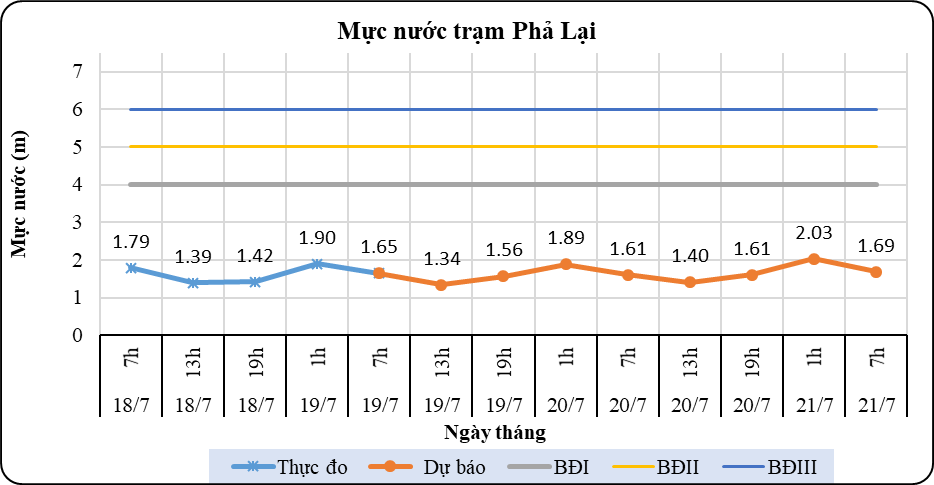 Mực nước trạm Phả Lại
Mực nước (m)
7
6
5
4
3
2
1
0
1.79 1.39 1.42 1.90 1.65 1.34 1.56 1.89 1.61 1.40 1.61 2.03 1.69
7h 13h 19h 1h 7h 13h 19h 1h 7h 13h 19h 1h 7h
18/7 18/7 18/7 19/7 19/7 19/7 19/7 20/7 20/7 20/7 20/7 21/7 21/7
Ngày tháng
Thực đo Dự báo BĐI BĐII BĐIII